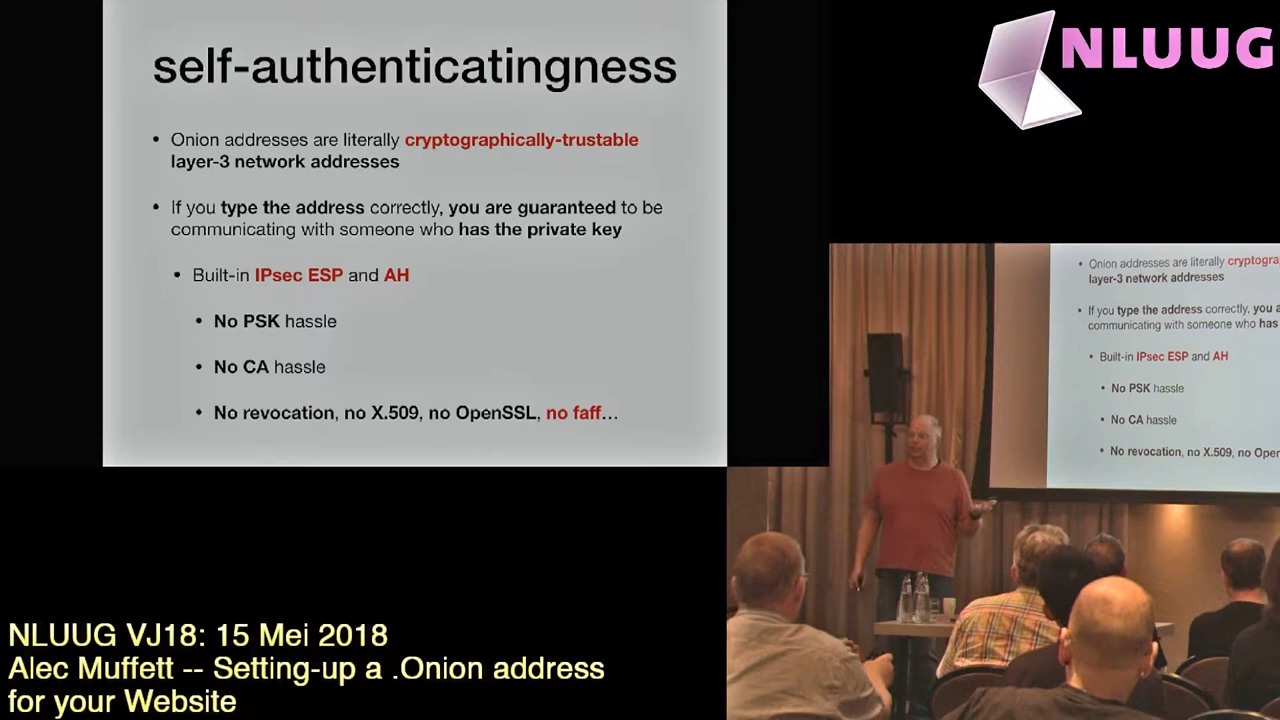 self-authenticatingness
• Onion addresses are literally cryptographically-trustable
layer-3 network addresses
• If you type the address correctly, you are guaranteed to be
communicating with someone who has the private key
• Built-in IPsec ESP and AH
• No PSK hassle
• No CA hassle
• No revocation, no X.509, no OpenSSL, no faff…
NLUUG
• Onion addresses are literally cryptogra
layer-3 network addresses
• If you type the address correctly, you a
communicating with someone who has
• Built-in IPsec ESP and AH
• No PSK hassle
• No CA hassle
• No revocation, no X.509, no Open
NLUUG VJ18: 15 Mei 2018
Alec Muffett -- Setting-up a .Onion address
for your Website